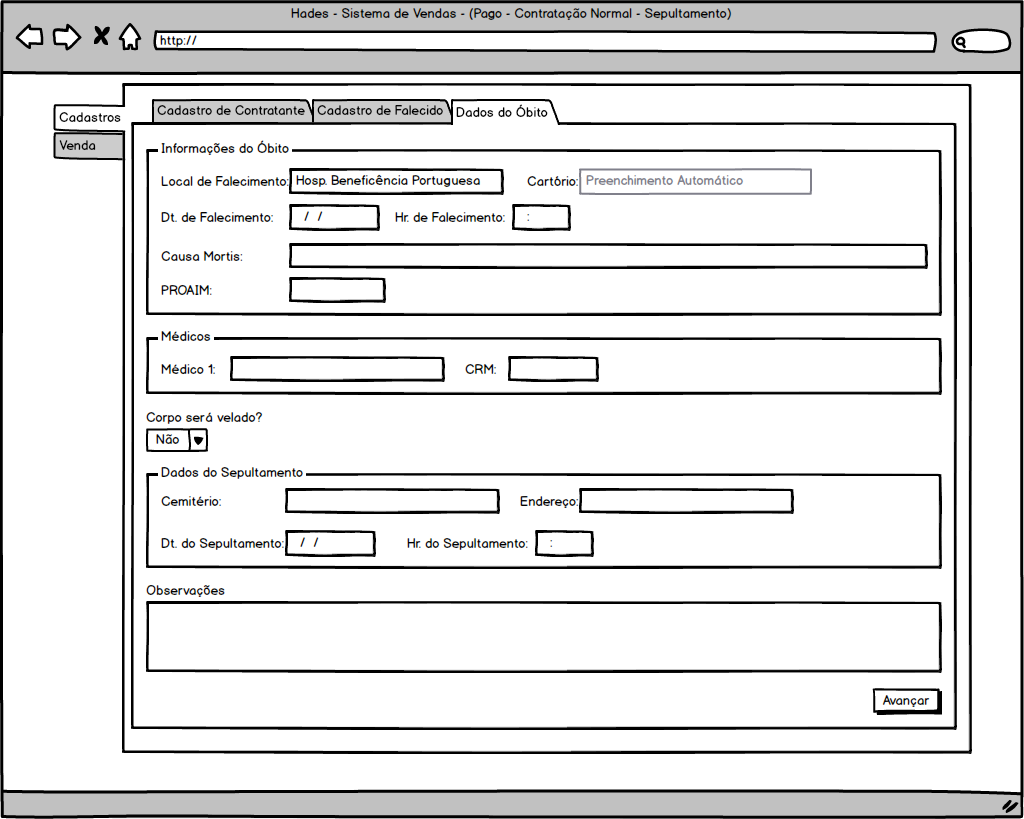 Hades - Sistema de Vendas - (Pago - Contratação Normal - Sepultamento)
http://
Cadastros
Venda
Cadastro de Contratante Cadastro de Falecido Dados do Óbito
Informações do Óbito
Local de Falecimento: Hosp. Beneficência Portuguesa Cartório: Preenchimento Automático
Dt. de Falecimento: / / Hr. de Falecimento: :
Causa Mortis:
PROAIM:
Médicos
Médico 1: CRM:
Corpo será velado?
Não
Dados do Sepultamento
Cemitério: Endereço:
Dt. do Sepultamento: / / Hr. do Sepultamento: :
Observações
Avançar